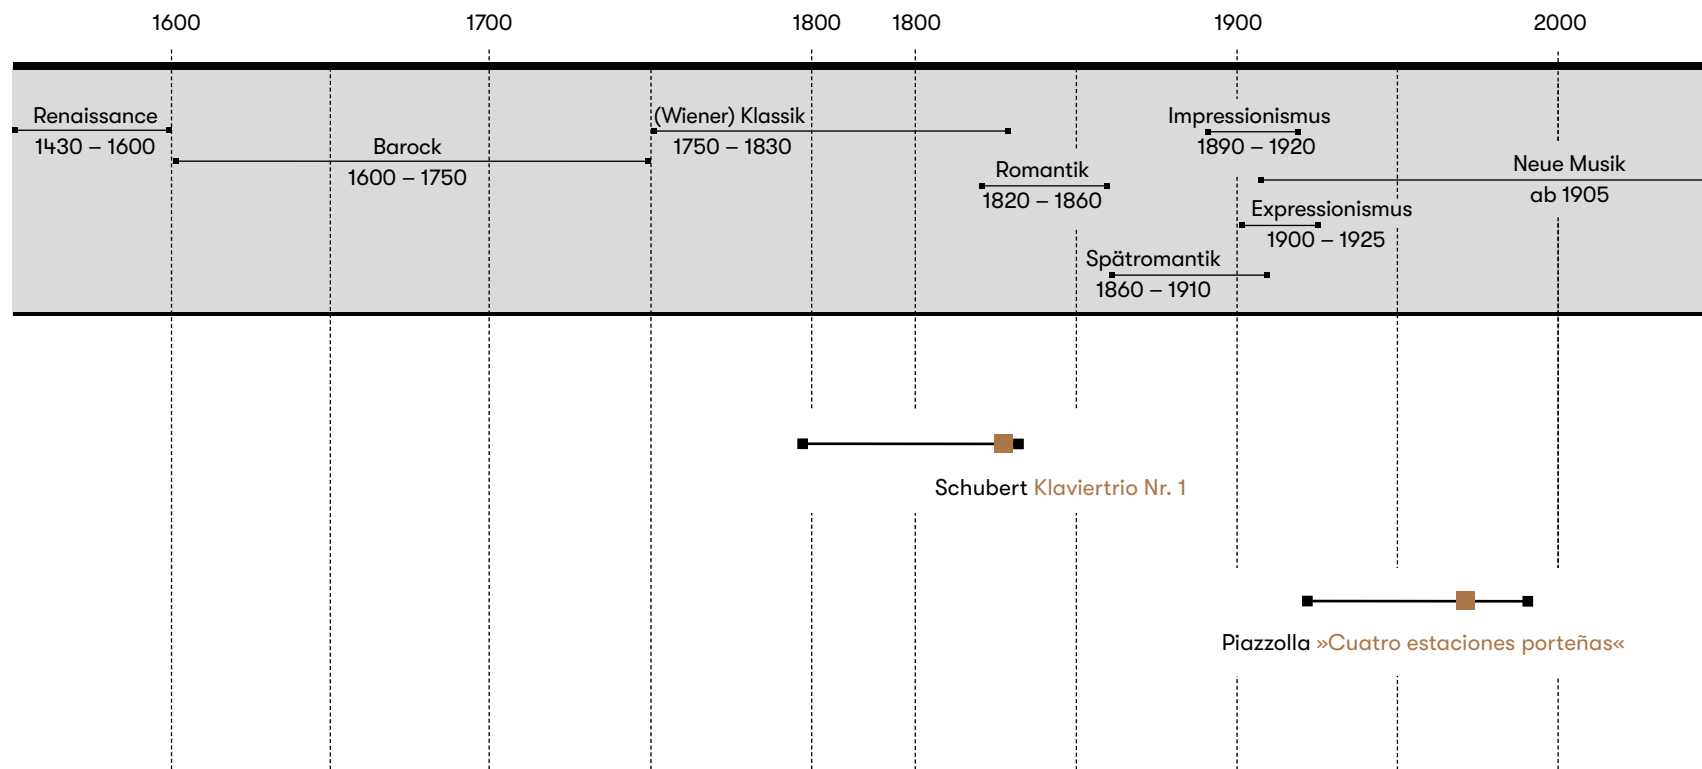 1600 1700 1800 1800 1900 2000
Renaissance
1430 – 1600
Barock
1600 – 1750
(Wiener) Klassik
1750 – 1830
Romantik
1820 – 1860
Spätromantik
1860 – 1910
Impressionismus
1890 – 1920
Expressionismus
1900 – 1925
Neue Musik
ab 1905
Schubert Klaviertrio Nr. 1
Piazzolla »Cuatro estaciones porteñas«